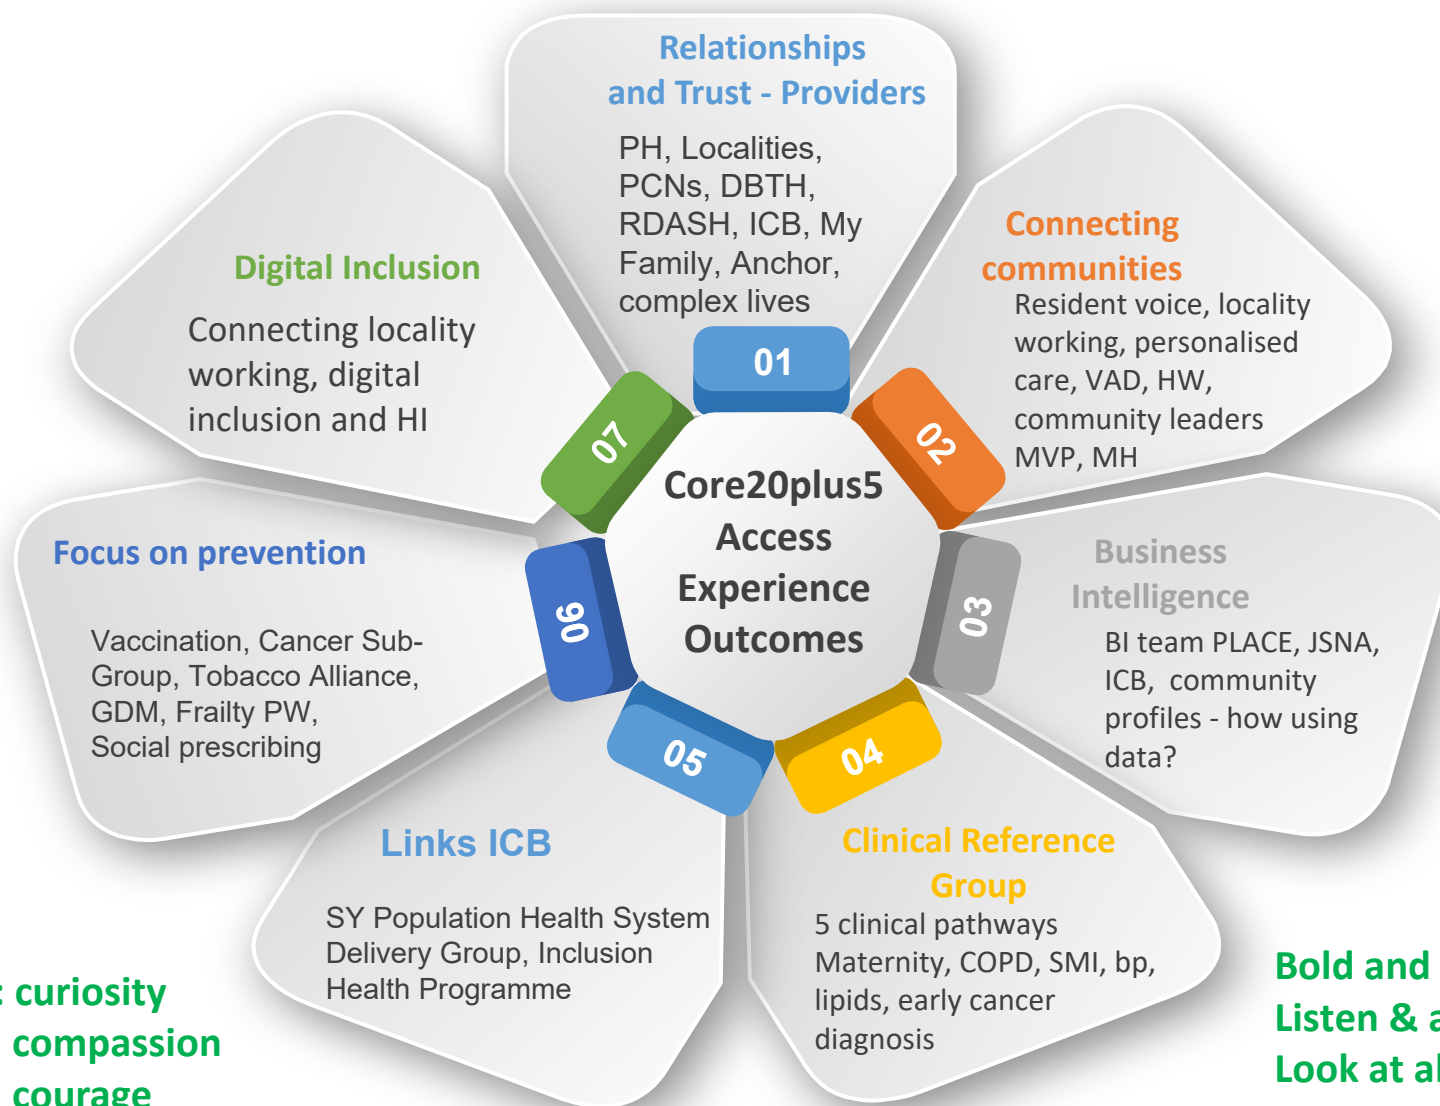 Relationships
and Trust - Providers
PH, Localities,
PCNs, DBTH,
RDASH, ICB, My
Family, Anchor,
complex lives
01
Connecting
communities
Resident voice, locality
working, personalised
care, VAD, HW,
community leaders
MVP, MH
02
Business
Intelligence
BI team PLACE, JSNA,
ICB, community
profiles - how using
data?
03
Clinical Reference
Group
5 clinical pathways
Maternity, COPD, SMI, bp,
lipids, early cancer
diagnosis
04
Links ICB
SY Population Health System
Delivery Group, Inclusion
Health Programme
05
Focus on prevention
Vaccination, Cancer Sub-
Group, Tobacco Alliance,
GDM, Frailty PW,
Social prescribing
06
Digital Inclusion
Connecting locality
working, digital
inclusion and HI
07
Core20plus5
Access
Experience
Outcomes
: curiosity
compassion
courage
Bold and
Listen &
Look at